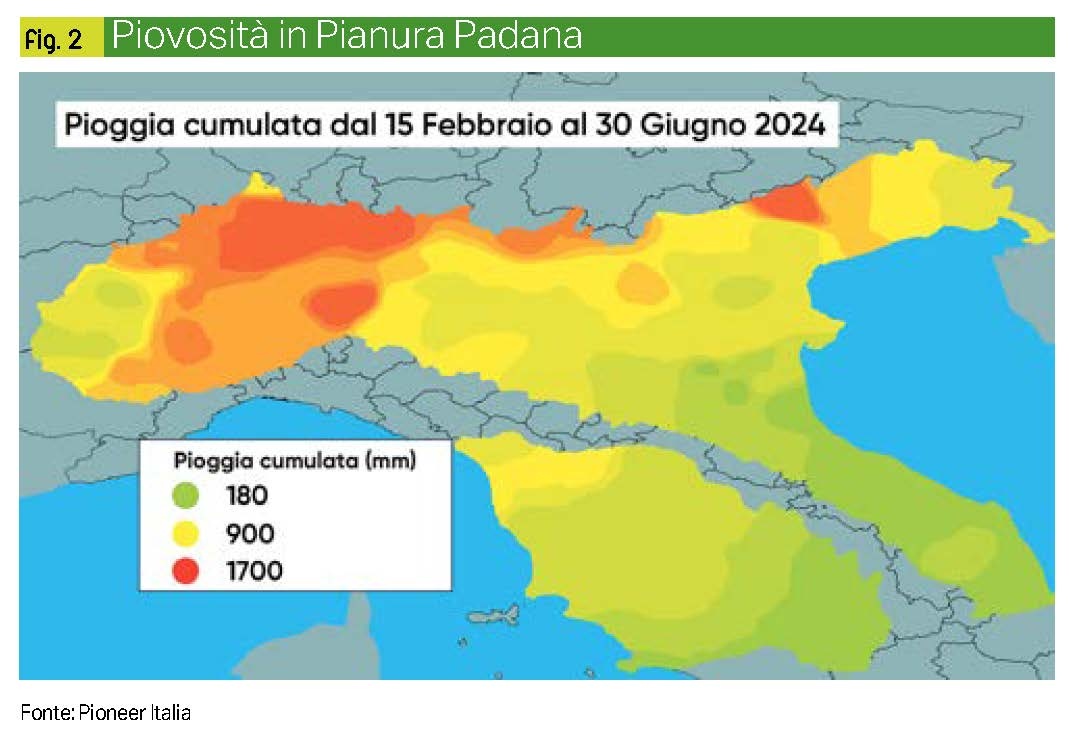 Fig. 2 Piovosità in Pianura Padana
Pioggia cumulata dal 15 Febbraio al 30 Giugno 2024
Pioggia cumulata (mm)
180
900
1700
Fonte: Pioneer Italia